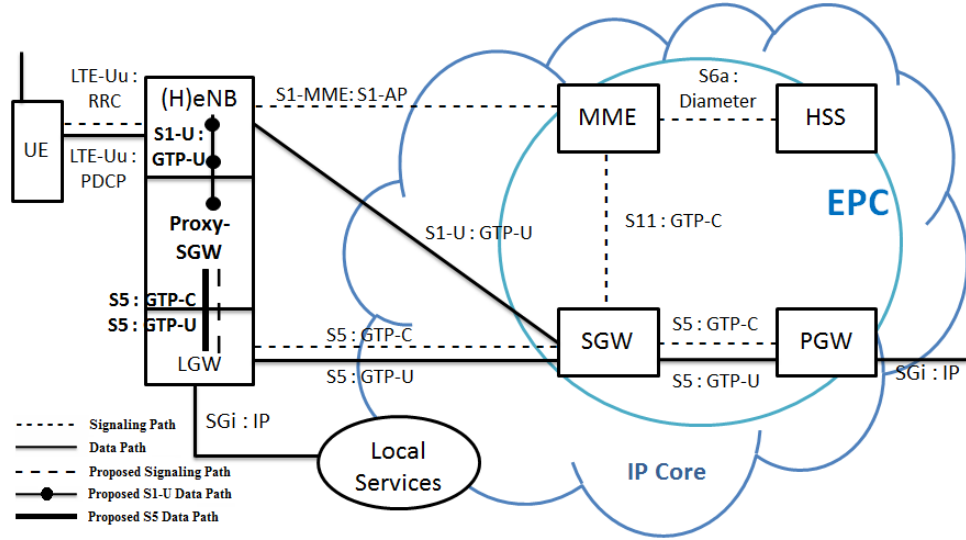 LTE-Uu :
RRC
UE
LTE-Uu :
PDCP
(H)eNB
S1-U :
GTP-U
Proxy-
SGW
S5 : GTP-C
S5 : GTP-U
LGW
S1-MME: S1-AP
MME
S6a :
Diameter
HSS
EPC
S11 : GTP-C
S1-U : GTP-U
S5 : GTP-C
S5 : GTP-U
SGW
S5 : GTP-C
S5 : GTP-U
PGW
SGi : IP
SGi : IP
Local
Services
IP Core
Signaling Path
Data Path
Proposed Signaling Path
Proposed S1-U Data Path
Proposed S5 Data Path